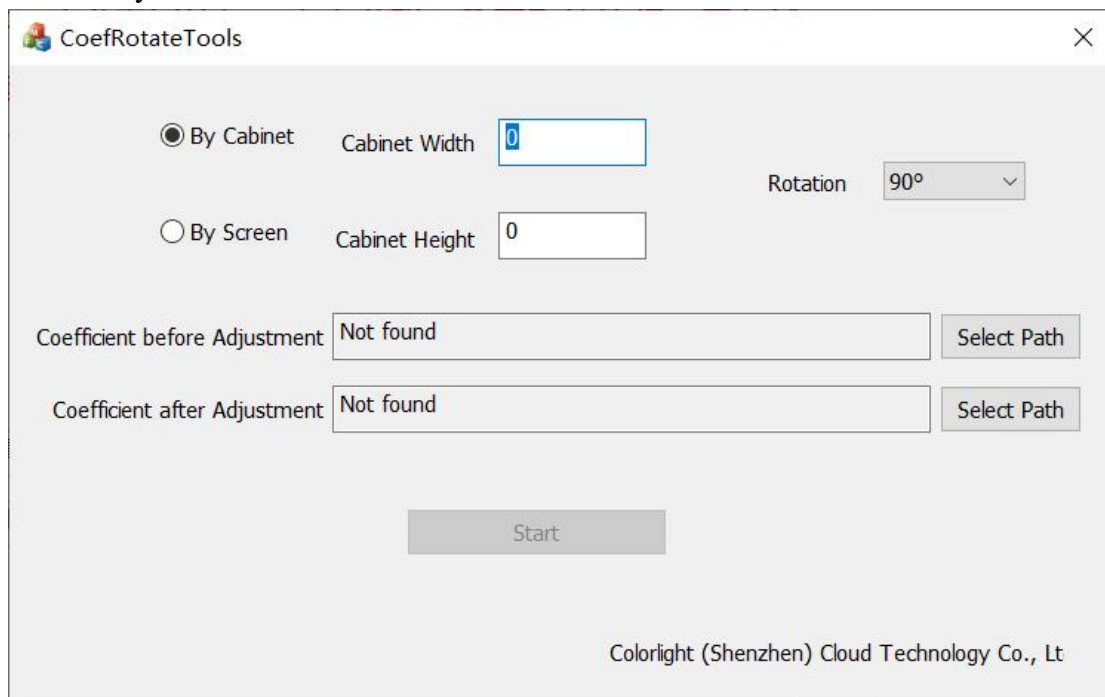 CoefRotateTools
By Cabinet Cabinet Width 0
Rotation 90°
By Screen Cabinet Height 0
Coefficient before Adjustment Not found Select Path
Coefficient after Adjustment Not found Select Path
Start
Colorlight (Shenzhen) Cloud Technology Co., Lt